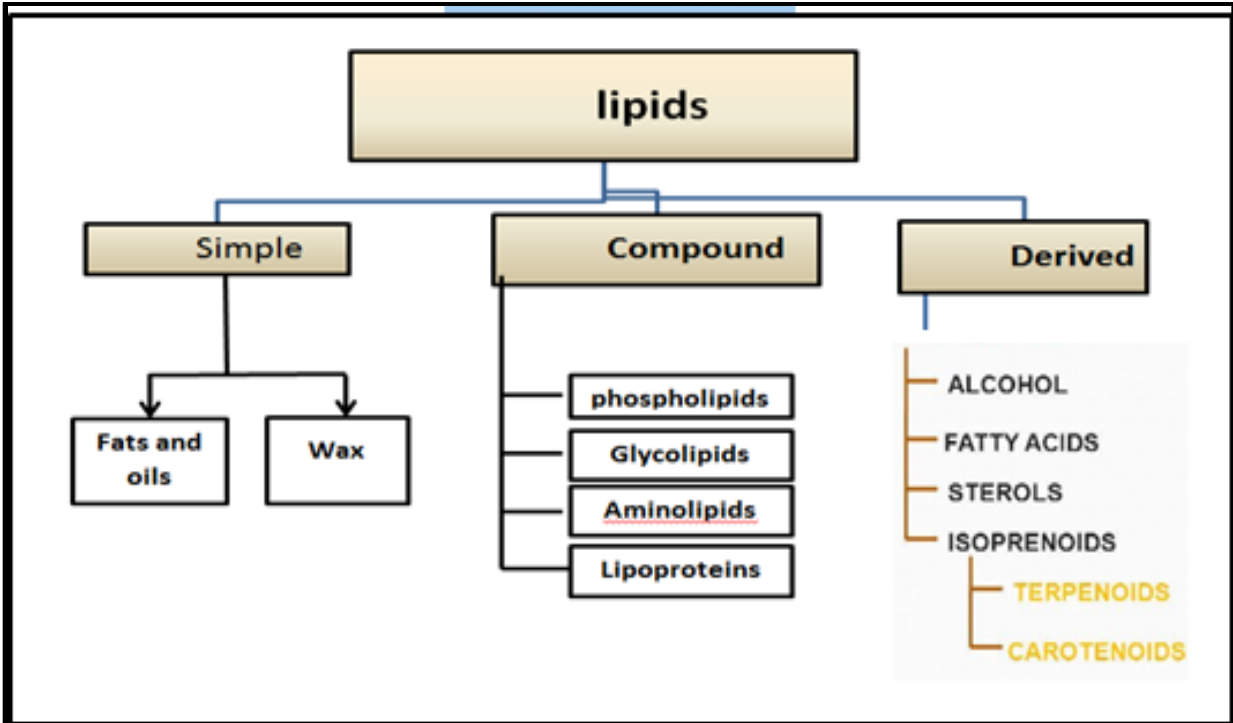 lipids
Simple
Compound
Derived
Fats and
oils
Wax
phospholipids
Glycolipids
Aminolipids
Lipoproteins
ALCOHOL
FATTY ACIDS
STEROLS
ISOPRENOIDS
TERPENOIDS
CAROTENOIDS